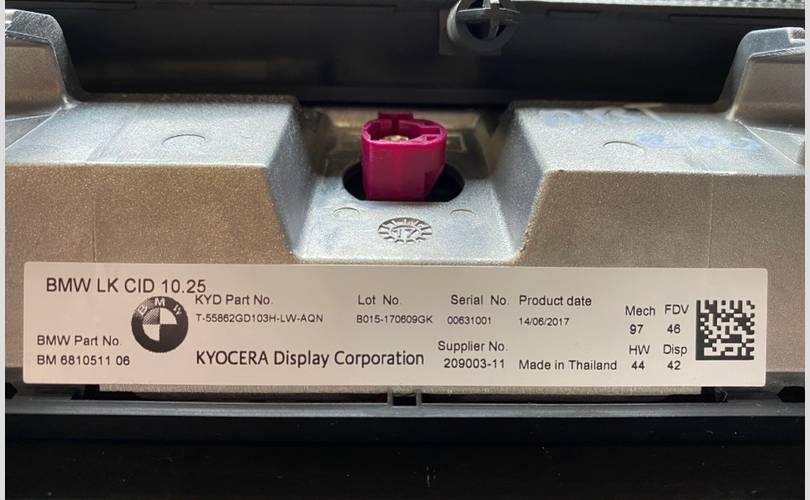 17
BMW LK CID 10.25
BMW
KYD Part No. Lot No. Serial No. Product date
T-55862GD103H-LW-AQN B015-170609GK 00631001 14/06/2017
Mech FDV
97 46
BMW Part No.
BM 6810511 06
KYOCERA Display Corporation
Supplier No.
209003-11 Made in Thailand
HW Disp
44 42